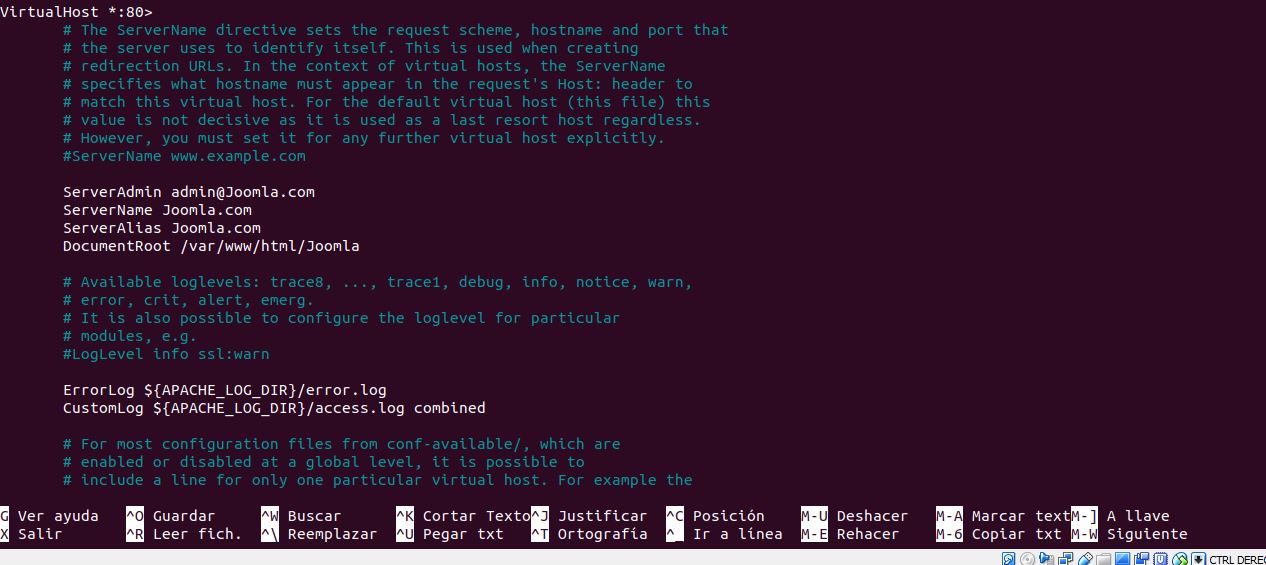 VirtualHost *:80>
# The ServerName directive sets the request scheme, hostname and port that
# the server uses to identify itself. This is used when creating
# redirection URLs. In the context of virtual hosts, the ServerName
# specifies what hostname must appear in the request's Host: header to
# match this virtual host. For the default virtual host (this file) this
# value is not decisive as it is used as a last resort host regardless.
# However, you must set it for any further virtual host explicitly.
#ServerName www.example.com
ServerAdmin admin@Joomla.com
ServerName Joomla.com
ServerAlias Joomla.com
DocumentRoot /var/www/html/Joomla
# Available loglevels: trace8, ..., trace1, debug, info, notice, warn,
# error, crit, alert, emerg.
# It is also possible to configure the loglevel for particular
# modules, e.g.
#LogLevel info ssl:warn
ErrorLog ${APACHE_LOG_DIR}/error.log
CustomLog ${APACHE_LOG_DIR}/access.log combined
# For most configuration files from conf-available/, which are
# enabled or disabled at a global level, it is possible to
# include a line for only one particular virtual host. For example the
G Ver ayuda ^O Guardar ^W Buscar ^K Cortar Texto ^J Justificar ^C Posición M-U Deshacer M-A Marcar text M-] A llave
X Salir ^R Leer fich. ^\ Reemplazar ^U Pegar txt ^T Ortografía ^_ Ir a línea M-E Rehacer M-6 Copiar txt M-W Siguiente
CTRL DEREC